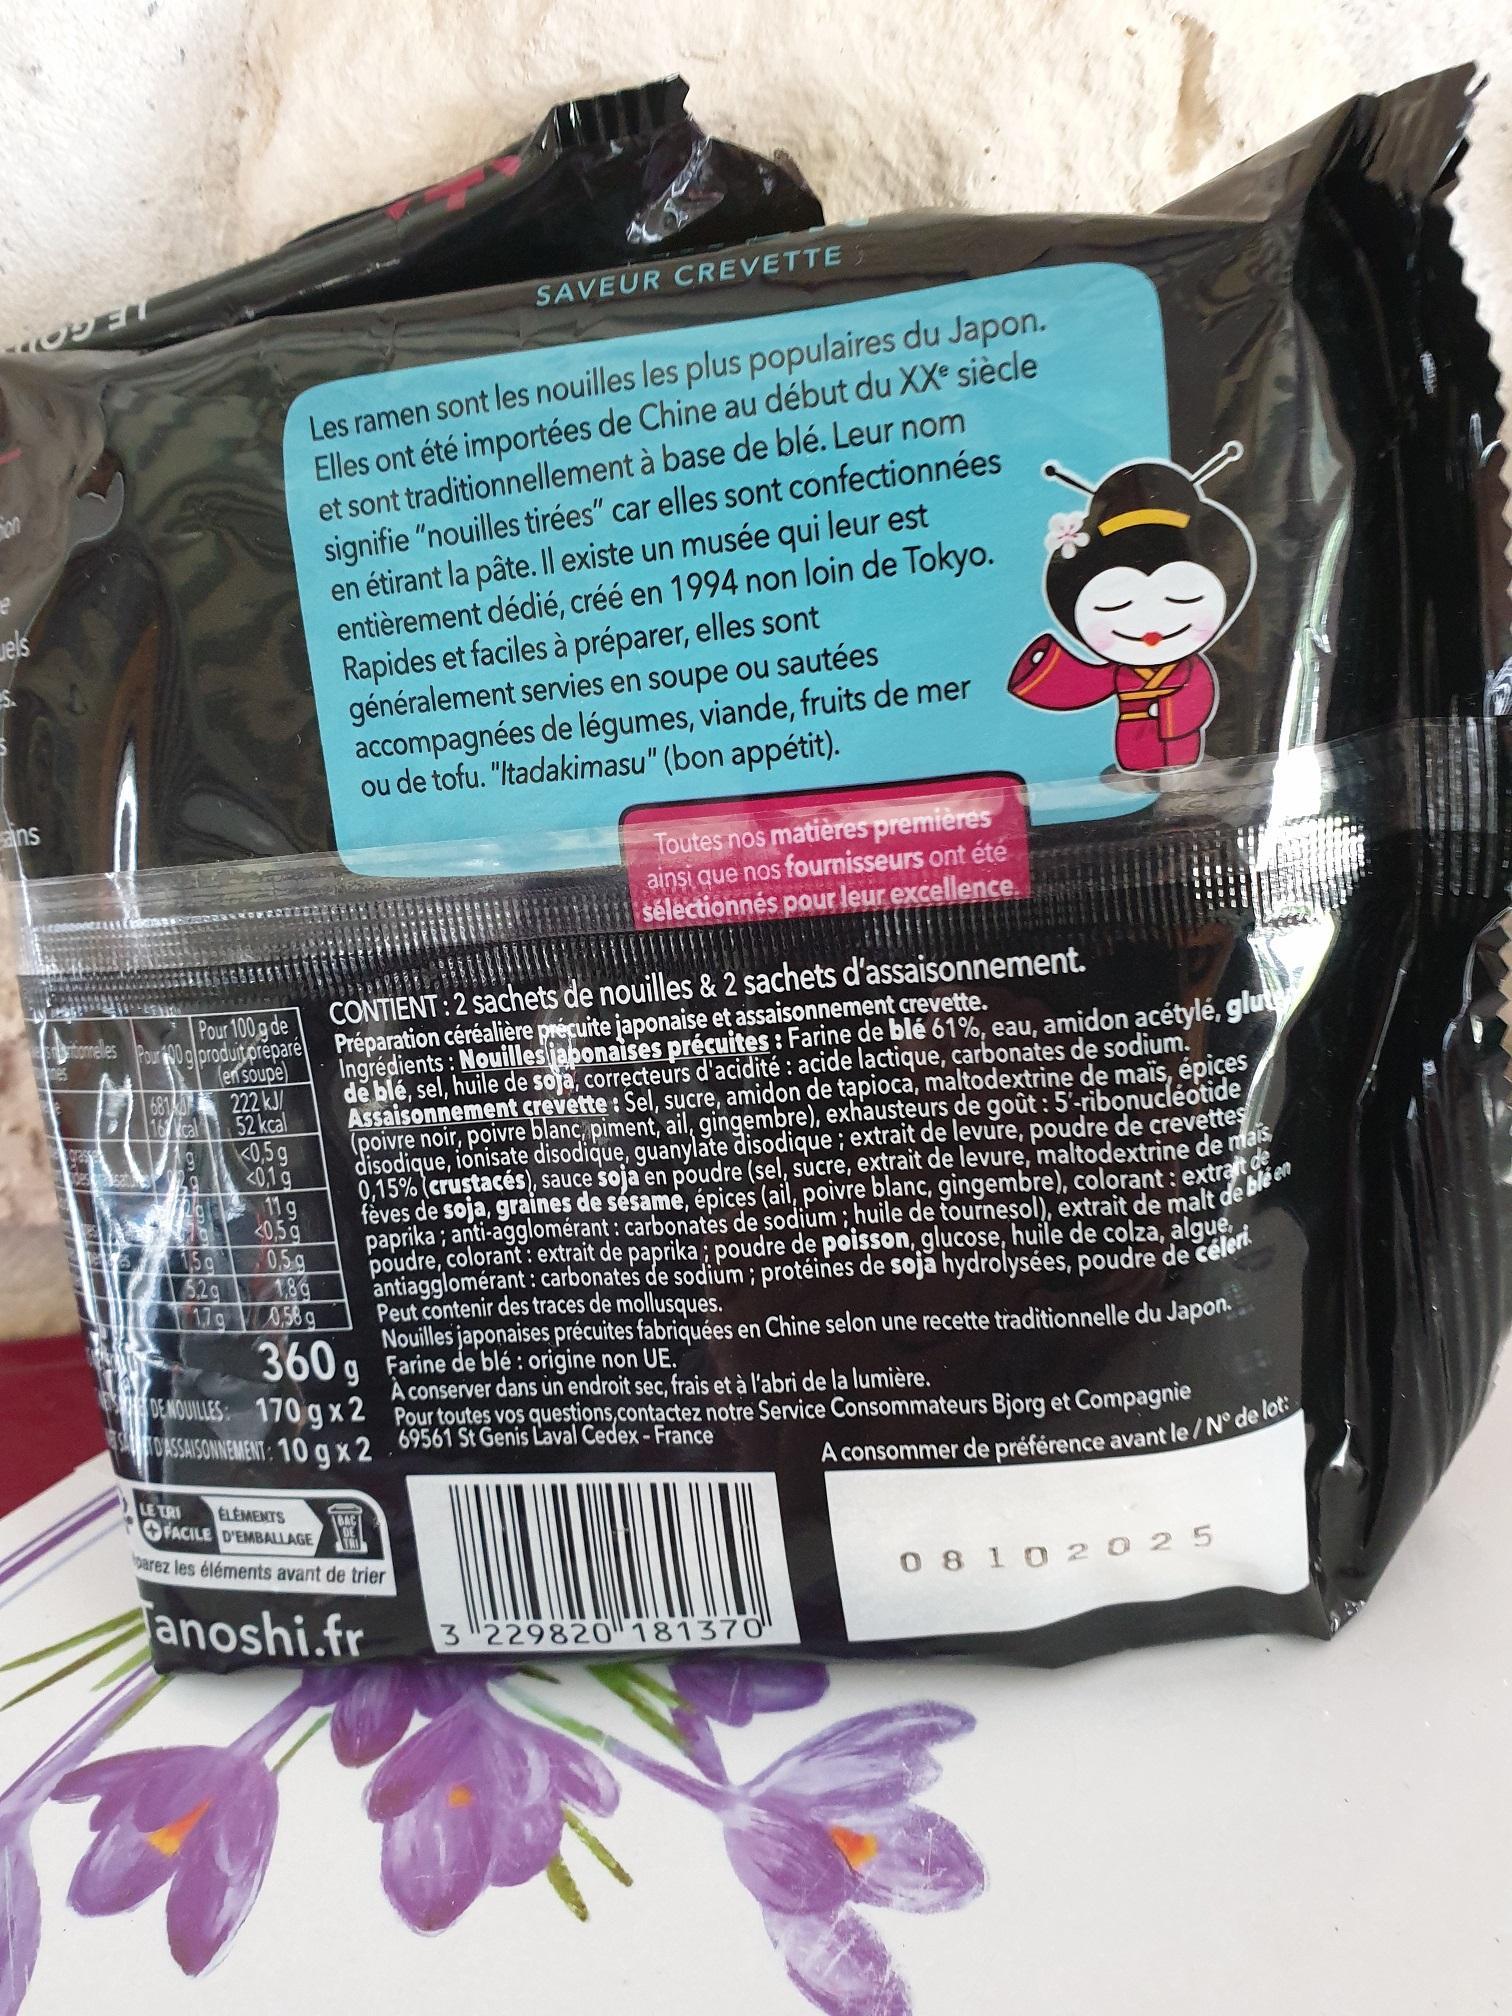 SAVEUR CREVETTE
Les ramen sont les nouilles les plus populaires du Japon.
Elles ont été importées de Chine au début du XXe siècle
et sont traditionnellement à base de blé. Leur nom
signifie "nouilles tirées" car elles sont confectionnées
en étirant la pâte. Il existe un musée qui leur est
entièrement dédié, créé en 1994 non loin de Tokyo.
Rapides et faciles à préparer, elles sont
généralement servies en soupe ou sautées
accompagnées de légumes, viande, fruits de mer
ou de tofu. "Itadakimasu" (bon appétit).
Toutes nos matières premières
ainsi que nos fournisseurs ont été
sélectionnés pour leur excellence.
CONTIENT : 2 sachets de nouilles & 2 sachets d'assaisonnement.
Préparation céréalière précuite japonaise et assaisonnement crevette.
Ingrédients : Nouilles japonaises précuites : Farine de blé 61%, eau, amidon acétylé,
de blé, sel, huile de soja, correcteurs d'acidité : acide lactique, carbonates de sodium.
Assaisonnement crevette : Sel, sucre, amidon de tapioca, maltodextrine de maïs, épices
(poivre noir, poivre blanc, piment, ail, gingembre), exhausteurs de goût : 5'-ribonucléotide
disodique, ionisate disodique, guanylate disodique ; extrait de levure, poudre de crevettes
0,15% (crustacés), sauce soja en poudre (sel, sucre, extrait de levure, maltodextrine de maïs,
fèves de soja, graines de sésame, épices (ail, poivre blanc, gingembre), colorant : extrait de
paprika ; anti-agglomérant : carbonates de sodium ; huile de tournesol), extrait de malt de blé en
poudre, colorant : extrait de paprika ; poudre de poisson, glucose, huile de colza, algue,
antiagglomérant : carbonates de sodium ; protéines de soja hydrolysées, poudre de céleri.
Peut contenir des traces de mollusques.
Nouilles japonaises précuites fabriquées en Chine selon une recette traditionnelle du Japon.
Farine de blé : origine non UE.
À conserver dans un endroit sec, frais et à l'abri de la lumière.
Pour toutes vos questions, contactez notre Service Consommateurs Bjorg et Compagnie
69561 St Genis Laval Cedex - France
A consommer de préférence avant le / N° de lot:
08102025
Pour 100 g de
produit préparé
(en soupe)
222 kJ/
52 kcal
<0,5 g
<0,1 g
11 g
<0,5 g
0,5 g
5,2 g 1,8 g
1,7 g 0,58 g
360 g
DE NOUILLES: 170 g x 2
D'ASSAISONNEMENT: 10 g x 2
LE TRI
+ FACILE
ÉLÉMENTS
D'EMBALLAGE
BAC
DE
TRI
les éléments avant de trier
Tanoshi.fr
3 229820 181370